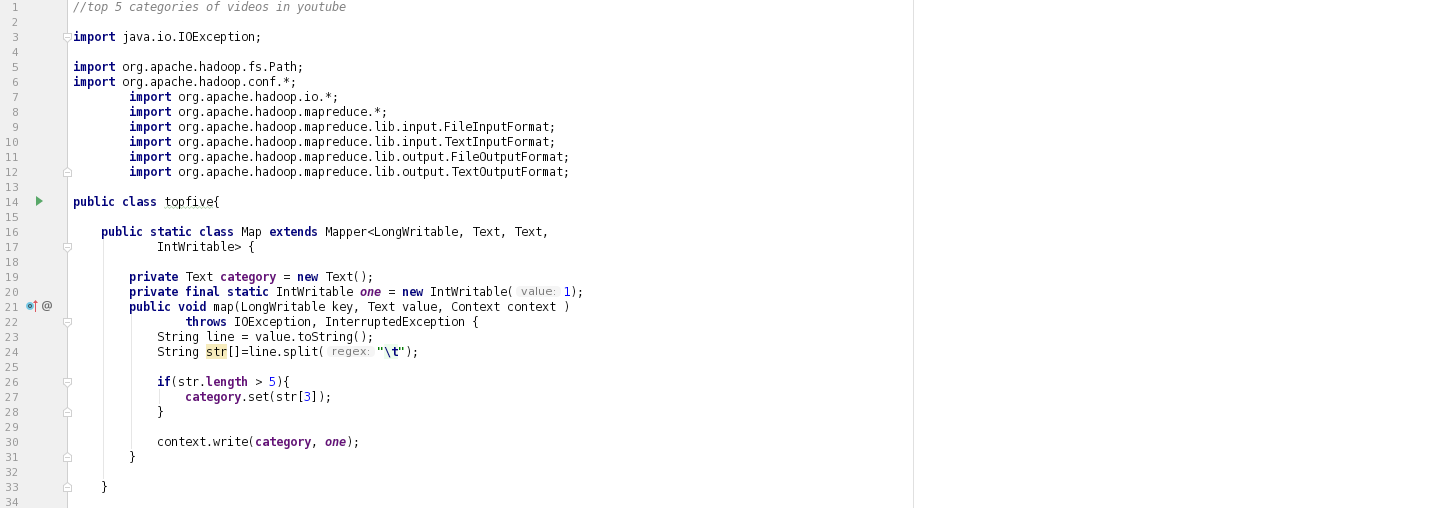 1 //top 5 categories of videos in youtube
2
3 import java.io.IOException;
4
5 import org.apache.hadoop.fs.Path;
6 import org.apache.hadoop.conf.*;
7 import org.apache.hadoop.io.*;
8 import org.apache.hadoop.mapreduce.*;
9 import org.apache.hadoop.mapreduce.lib.input.FileInputFormat;
10 import org.apache.hadoop.mapreduce.lib.input.TextInputFormat;
11 import org.apache.hadoop.mapreduce.lib.output.FileOutputFormat;
12 import org.apache.hadoop.mapreduce.lib.output.TextOutputFormat;
13
14 public class topfive{
15
16 public static class Map extends Mapper<LongWritable, Text, Text,
17 IntWritable> {
18
19 private Text category = new Text();
20 private final static IntWritable one = new IntWritable( value: 1);
21 @ public void map(LongWritable key, Text value, Context context )
22 throws IOException, InterruptedException {
23 String line = value.toString();
24 String str[]=line.split( regex: "\t");
25
26 if(str.length > 5){
27 category.set(str[3]);
28 }
29
30 context.write(category, one);
31 }
32
33 }
34